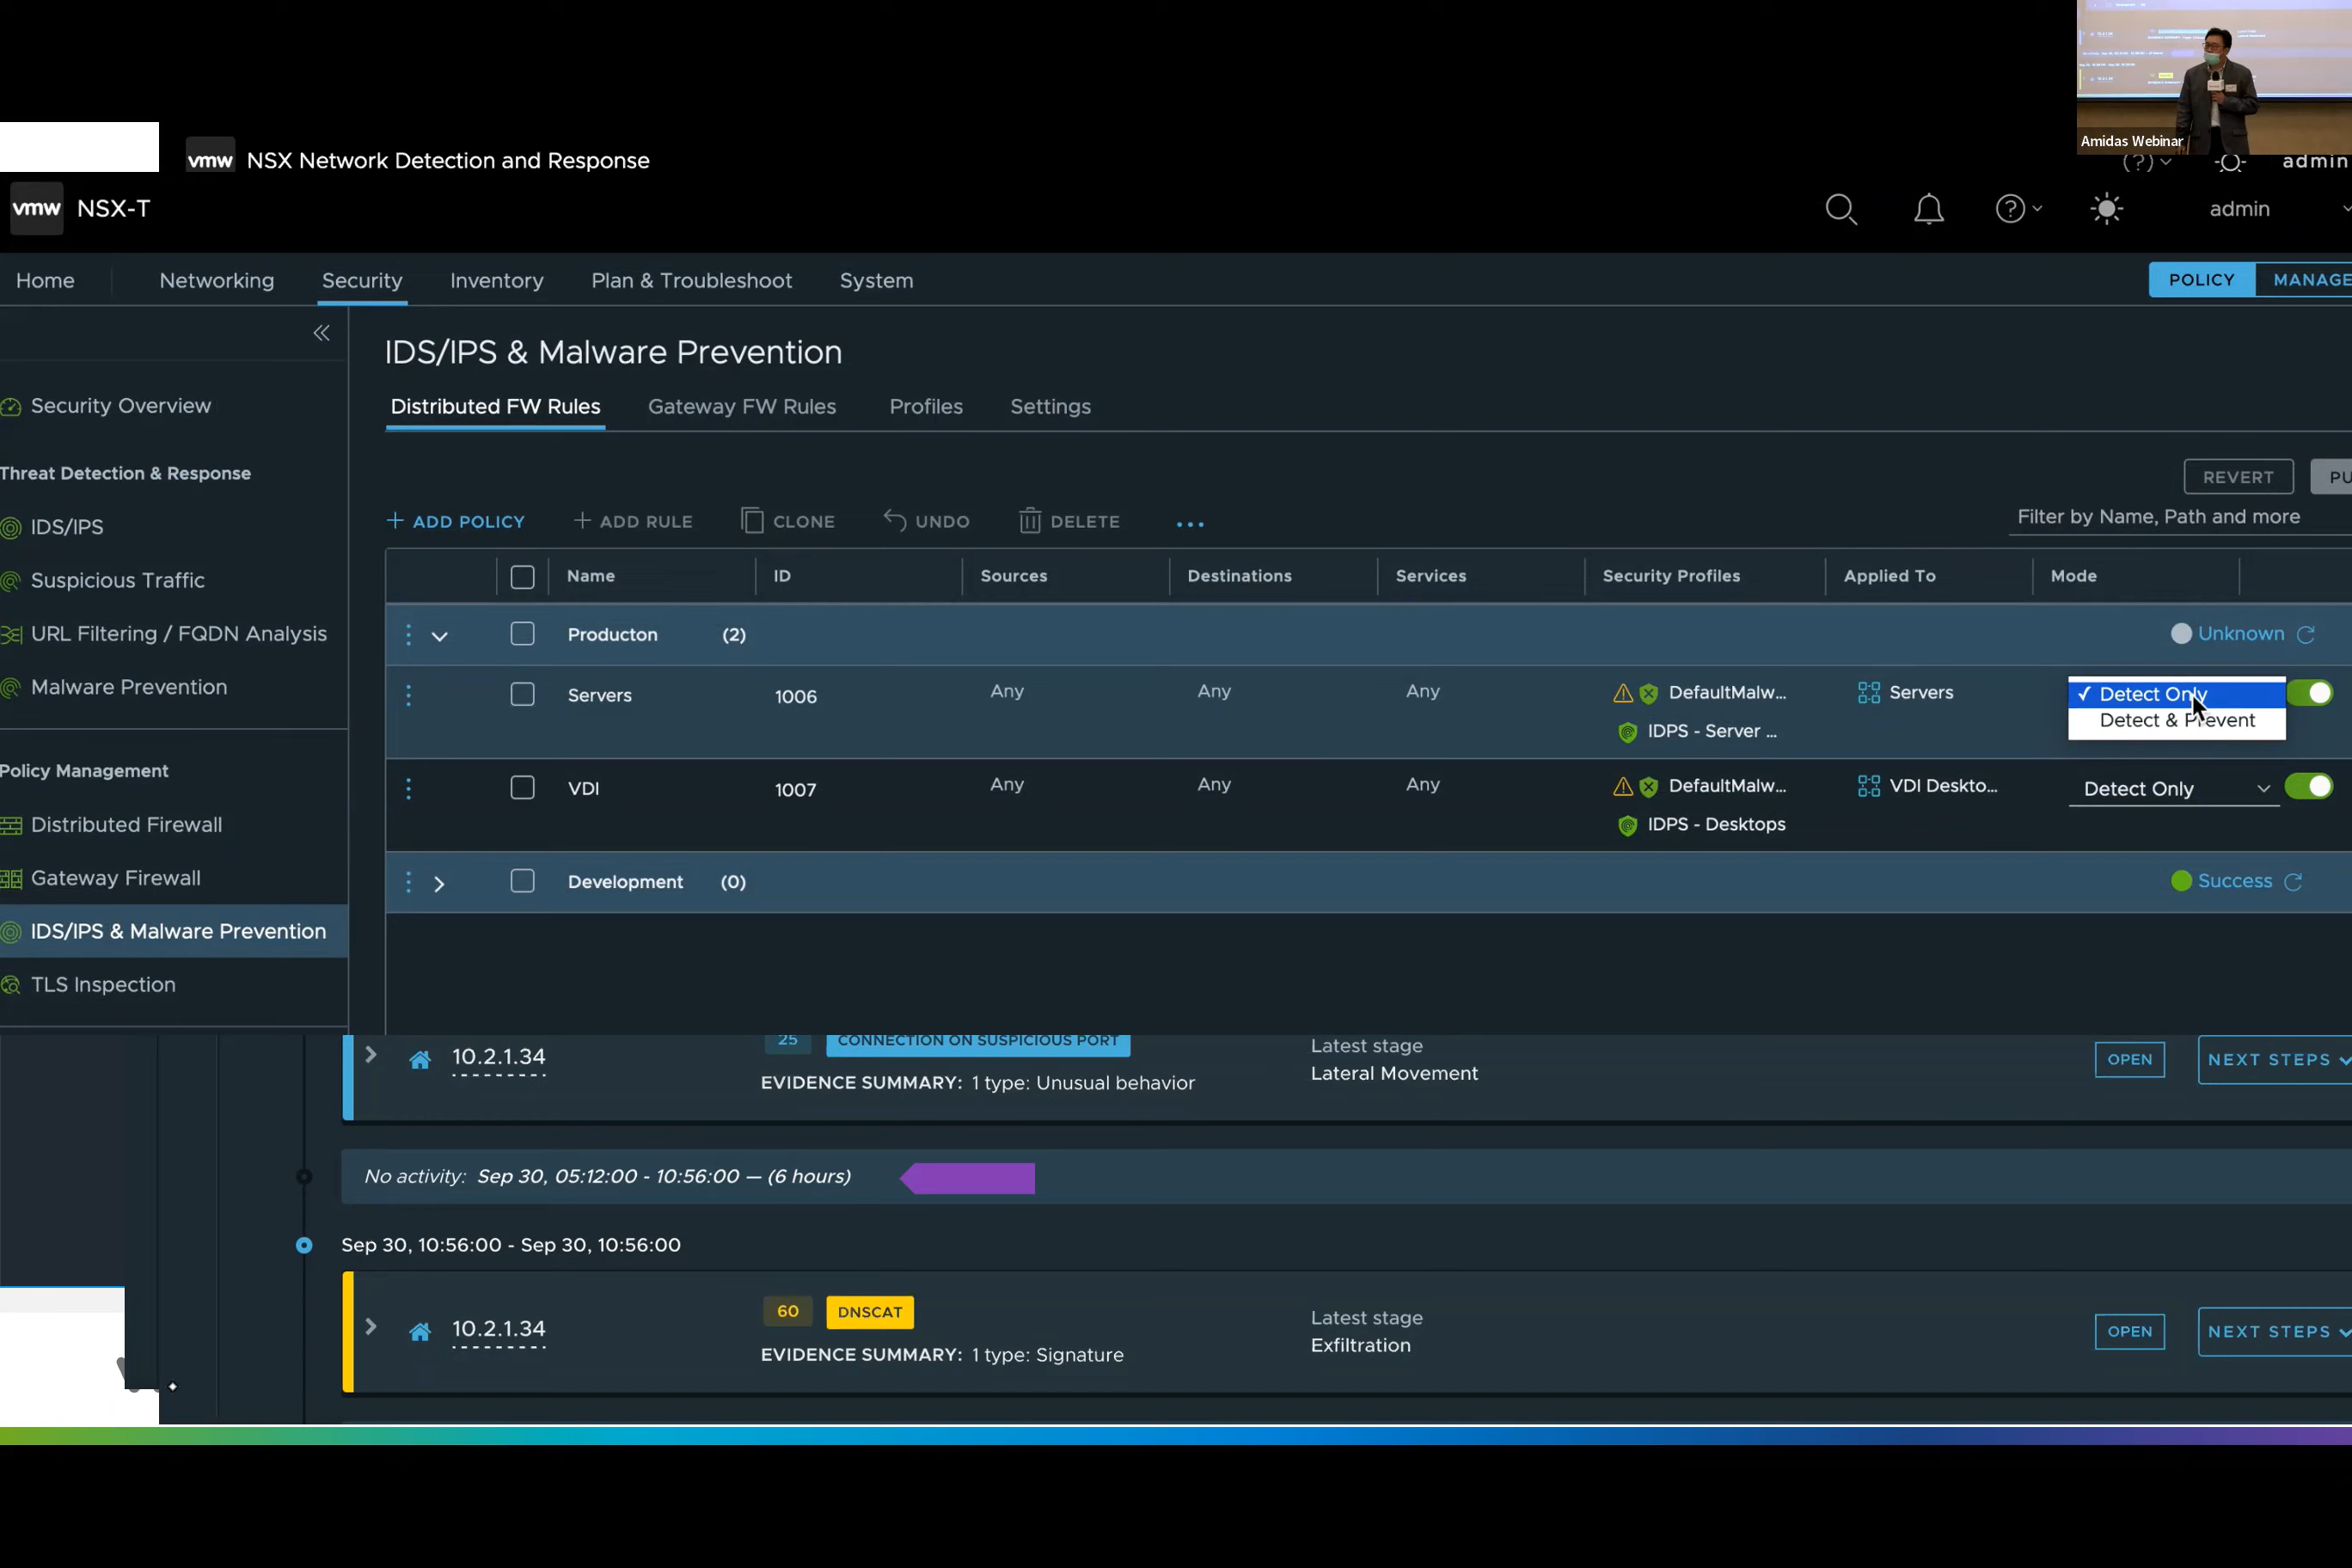 Amidas Webinar
vmw NSX Network Detection and Response
admin
vmw NSX-T
admin
Home Networking Security Inventory Plan & Troubleshoot System
POLICY MANAGE
IDS/IPS & Malware Prevention
Distributed FW Rules Gateway FW Rules Profiles Settings
Security Overview
Threat Detection & Response
IDS/IPS
Suspicious Traffic
URL Filtering / FQDN Analysis
Malware Prevention
Policy Management
Distributed Firewall
Gateway Firewall
IDS/IPS & Malware Prevention
TLS Inspection
REVERT PU
+ ADD POLICY + ADD RULE CLONE UNDO DELETE ...
Filter by Name, Path and more
Name ID Sources Destinations Services Security Profiles Applied To Mode
Producton (2) Unknown
Servers 1006 Any Any Any DefaultMalw... Servers Detect Only
IDPS - Server ... Detect & Prevent
VDI 1007 Any Any Any DefaultMalw... VDI Deskto... Detect Only
IDPS - Desktops
Development (0) Success
10.2.1.34 25 CONNECTION ON SUSPICIOUS PORT Latest stage OPEN NEXT STEPS
EVIDENCE SUMMARY: 1 type: Unusual behavior Lateral Movement
No activity: Sep 30, 05:12:00 - 10:56:00 — (6 hours)
Sep 30, 10:56:00 - Sep 30, 10:56:00
10.2.1.34 60 DNSCAT Latest stage OPEN NEXT STEPS
EVIDENCE SUMMARY: 1 type: Signature Exfiltration